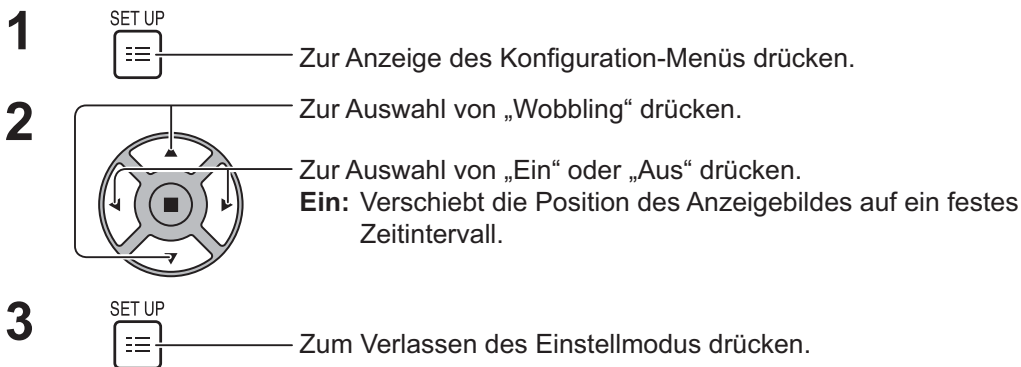 1
SET UP
Zur Anzeige des Konfiguration-Menüs drücken.
2
Zur Auswahl von „Wobbling“ drücken.
Zur Auswahl von „Ein“ oder „Aus“ drücken.
Ein: Verschiebt die Position des Anzeigebildes auf ein festes
Zeitintervall.
3
SET UP
Zum Verlassen des Einstellmodus drücken.